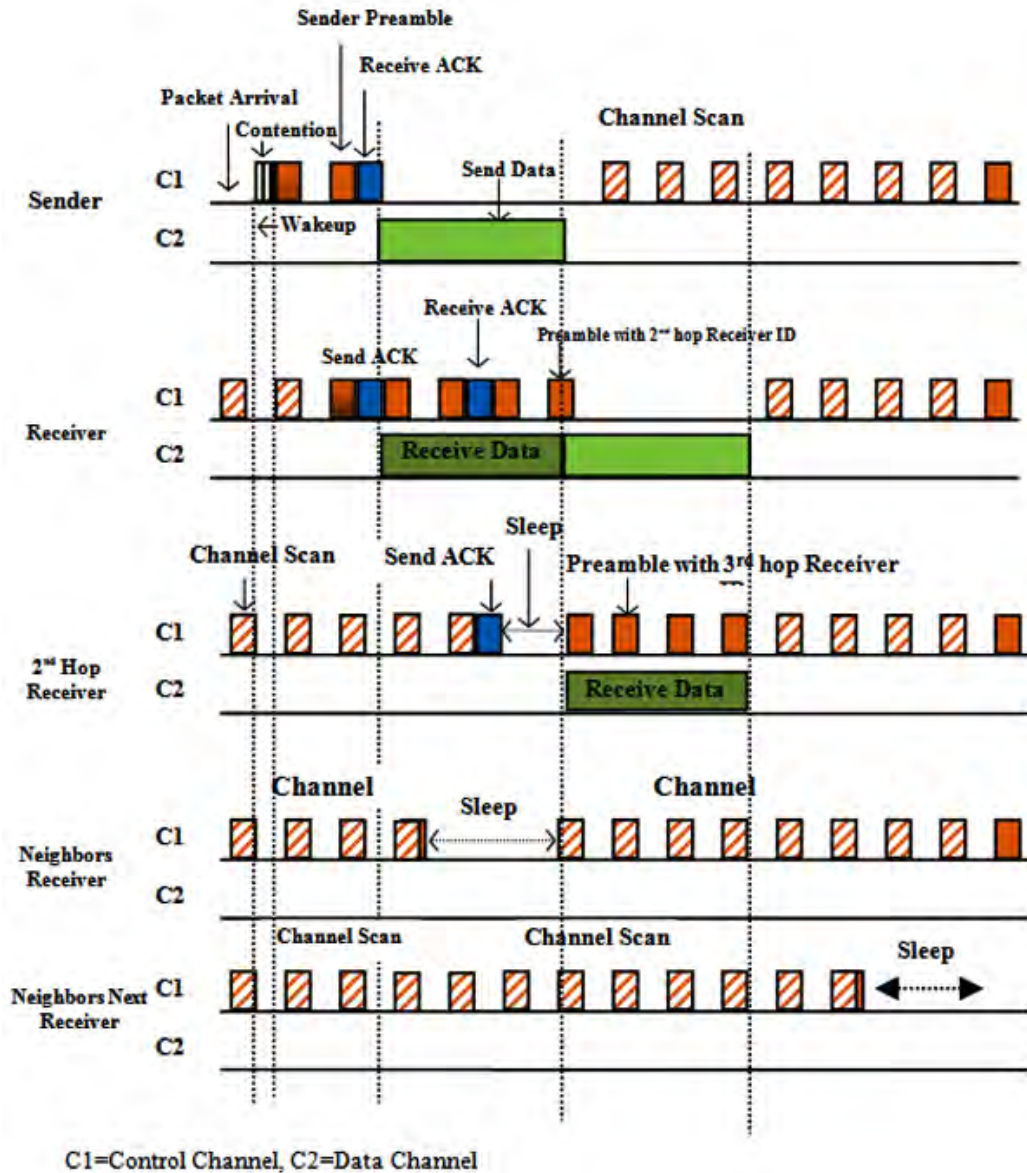 Sender Preamble
Receive ACK
Packet Arrival
Contention
Channel Scan
C1
Send Data
Sender
Wakeup
C2
Receive ACK
Preamble with 2nd hop Receiver ID
Send ACK
C1
Receiver
C2
Receive Data
Sleep
Channel Scan
Send ACK
Preamble with 3rd hop Receiver
C1
2nd Hop
Receiver
C2
Receive Data
Channel
Channel
Sleep
C1
Neighbors
Receiver
C2
Channel Scan
Channel Scan
Sleep
C1
Neighbors Next
Receiver
C2
C1=Control Channel, C2=Data Channel